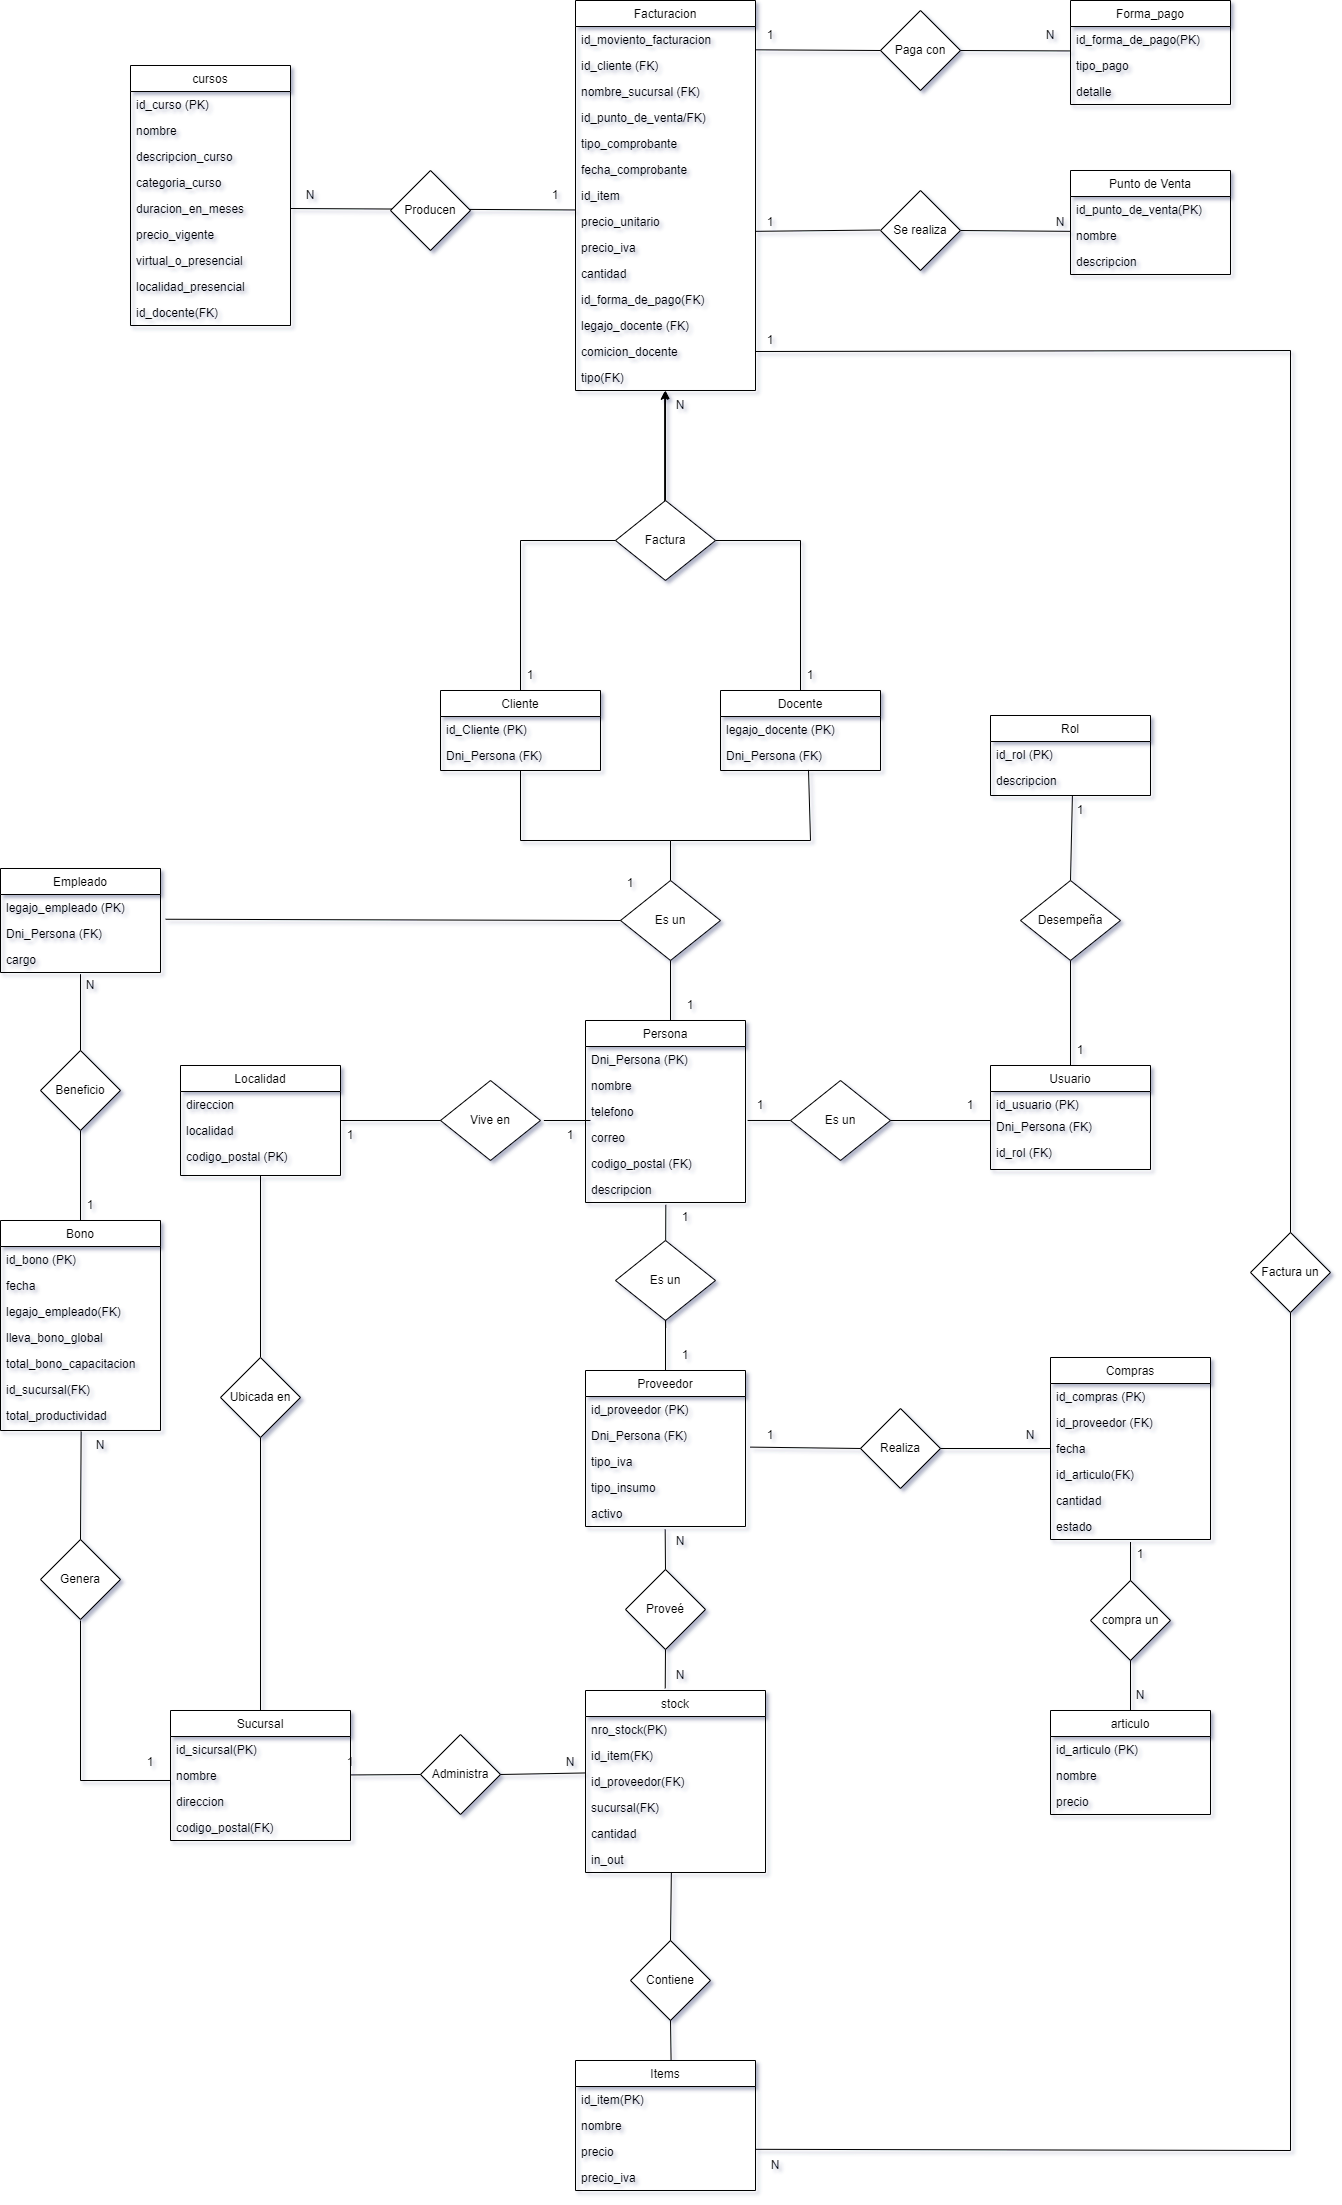 Facturacion
id_moviento_facturacion
id_cliente (FK)
nombre_sucursal (FK)
id_punto_de_venta/FK)
tipo_comprobante
fecha_comprobante
id_item
precio_unitario
precio_iva
cantidad
id_forma_de_pago(FK)
legajo_docente (FK)
comicion_docente
tipo(FK)
1
Paga con
N
Forma_pago
id_forma_de_pago(PK)
tipo_pago
detalle
cursos
id_curso (PK)
nombre
descripcion_curso
categoria_curso
duracion_en_meses
precio_vigente
virtual_o_presencial
localidad_presencial
id_docente(FK)
N
Producen
1
1
Se realiza
N
Punto de Venta
id_punto_de_venta(PK)
nombre
descripcion
1
N
Factura
1
1
Cliente
id_Cliente (PK)
Dni_Persona (FK)
Docente
legajo_docente (PK)
Dni_Persona (FK)
Rol
id_rol (PK)
descripcion
1
Desempeña
1
Empleado
legajo_empleado (PK)
Dni_Persona (FK)
cargo
1
Es un
1
N
Beneficio
1
Persona
Dni_Persona (PK)
nombre
telefono
correo
codigo_postal (FK)
descripcion
Localidad
direccion
localidad
codigo_postal (PK)
1
Vive en
1
1
Es un
1
Usuario
id_usuario (PK)
Dni_Persona (FK)
id_rol (FK)
Bono
id_bono (PK)
fecha
legajo_empleado(FK)
lleva_bono_global
total_bono_capacitacion
id_sucursal(FK)
total_productividad
1
Es un
1
Factura un
Ubicada en
Proveedor
id_proveedor (PK)
Dni_Persona (FK)
tipo_iva
tipo_insumo
activo
1
Realiza
N
Compras
id_compras (PK)
id_proveedor (FK)
fecha
id_articulo(FK)
cantidad
estado
N
Genera
1
N
Proveé
N
1
compra un
N
Sucursal
id_sicursal(PK)
nombre
direccion
codigo_postal(FK)
1
Administra
N
stock
nro_stock(PK)
id_item(FK)
id_proveedor(FK)
sucursal(FK)
cantidad
in_out
articulo
id_articulo (PK)
nombre
precio
Contiene
Items
id_item(PK)
nombre
precio
precio_iva
N